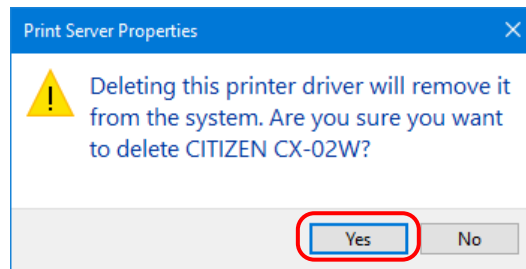 Print Server Properties
Deleting this printer driver will remove it
from the system. Are you sure you want
to delete CITIZEN CX-02W?
Yes No